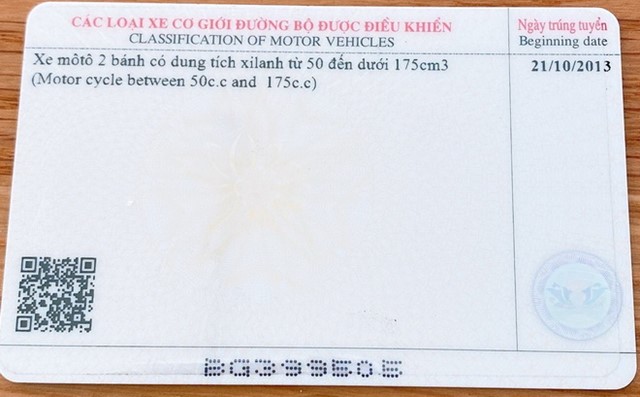 CÁC LOẠI XE CƠ GIỚI ĐƯỜNG BỘ ĐƯỢC ĐIỀU KHIỂN
CLASSIFICATION OF MOTOR VEHICLES
Ngày trúng tuyển
Beginning date
Xe môtô 2 bánh có dung tích xilanh từ 50 đến dưới 175cm3
(Motor cycle between 50c.c and 175c.c)
21/10/2013
BG399505